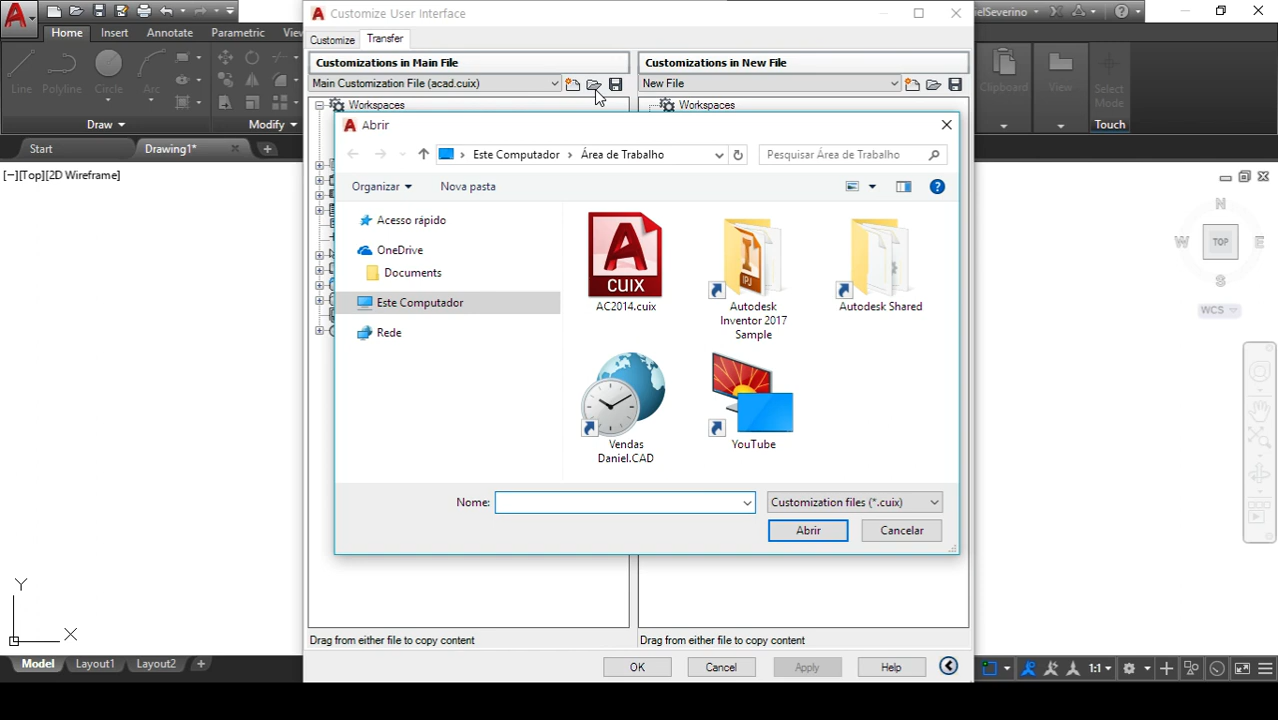 A Customize User Interface
elSeverino
Home Insert Annotate Parametric
Customize Transfer
Customizations in Main File Customizations in New File
Main Customization File (acad.cuix) New File
Workspaces Workspaces
Line Polyline Circle Arc
Draw Modify
Clipboard View Select
Mode
Touch
Start Drawing1*
[−][Top][2D Wireframe]
A Abrir
Este Computador Área de Trabalho Pesquisar Área de Trabalho
Organizar Nova pasta
Acesso rápido
OneDrive
Documents
Este Computador
Rede
A
CUIX
AC2014.cuix
I
IPJ
Autodesk
Inventor 2017
Sample
Autodesk Shared
Vendas
Daniel.CAD
YouTube
Nome: Customization files (*.cuix)
Abrir Cancelar
N
W TOP E
S
WCS
Y
X
Drag from either file to copy content Drag from either file to copy content
OK Cancel Apply Help
Model Layout1 Layout2 +
1:1